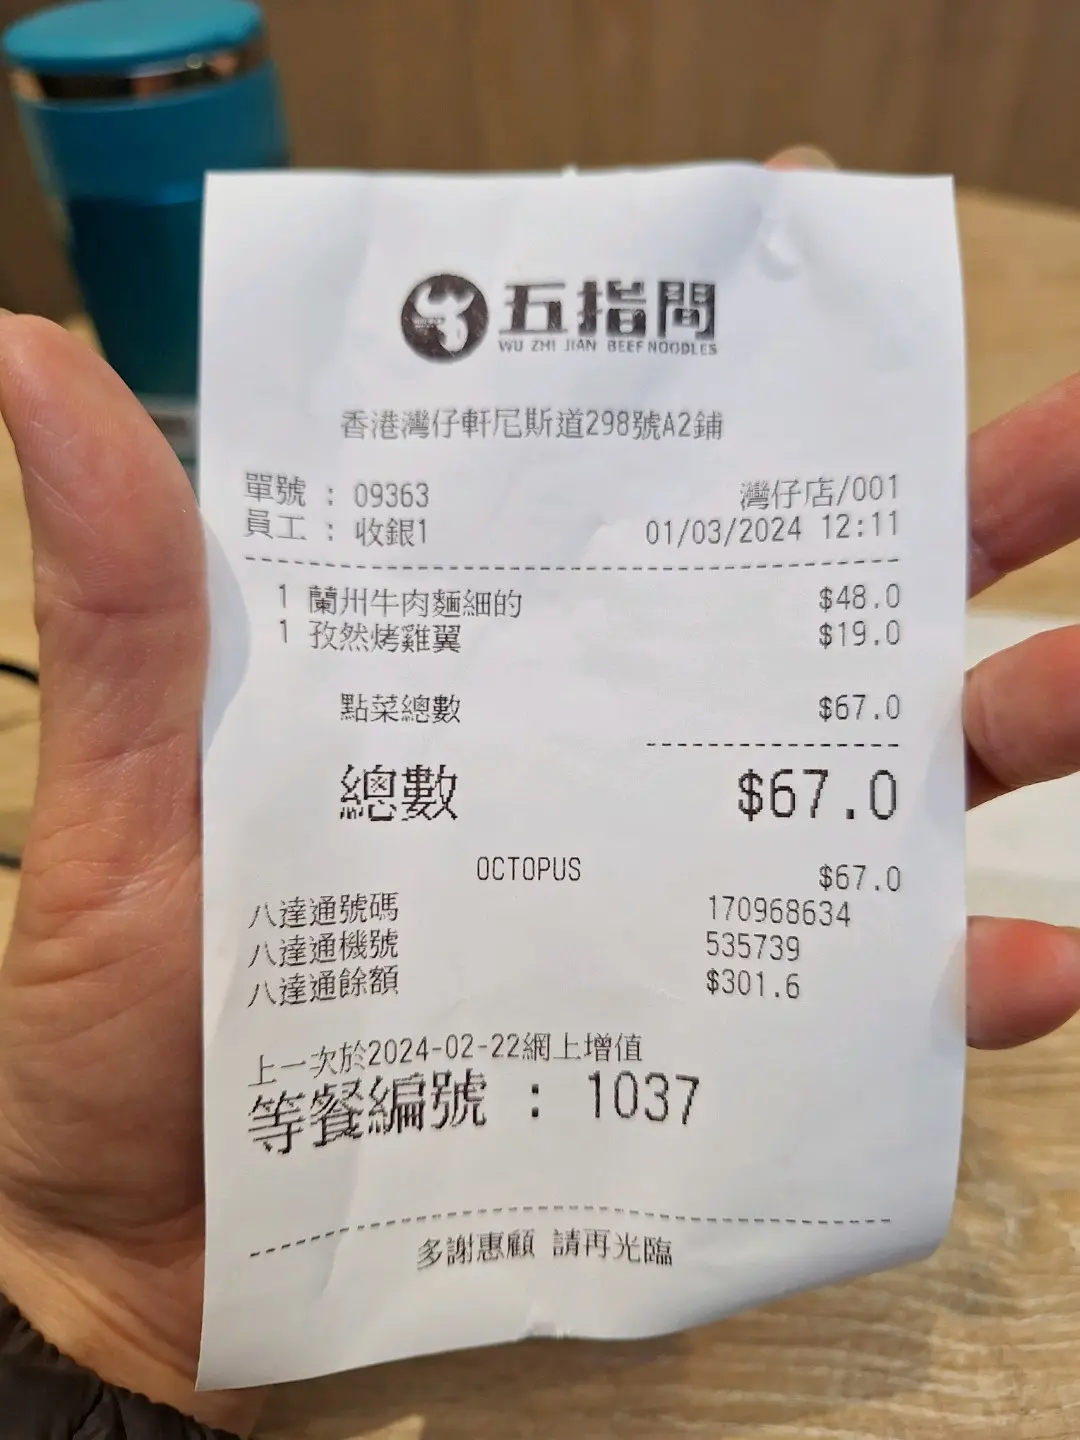 五指間
WU ZHI JIAN BEEF NOODLES
香港灣仔軒尼斯道298號A2鋪
單號 : 09363 灣仔店/001
員工 : 收銀1 01/03/2024 12:11
1 蘭州牛肉麵細的 $48.0
1 孜然烤雞翼 $19.0
點菜總數 $67.0
總數 $67.0
OCTOPUS $67.0
八達通號碼 170968634
八達通機號 535739
八達通餘額 $301.6
上一次於2024-02-22網上增值
等餐編號 : 1037
多謝惠顧 請再光臨